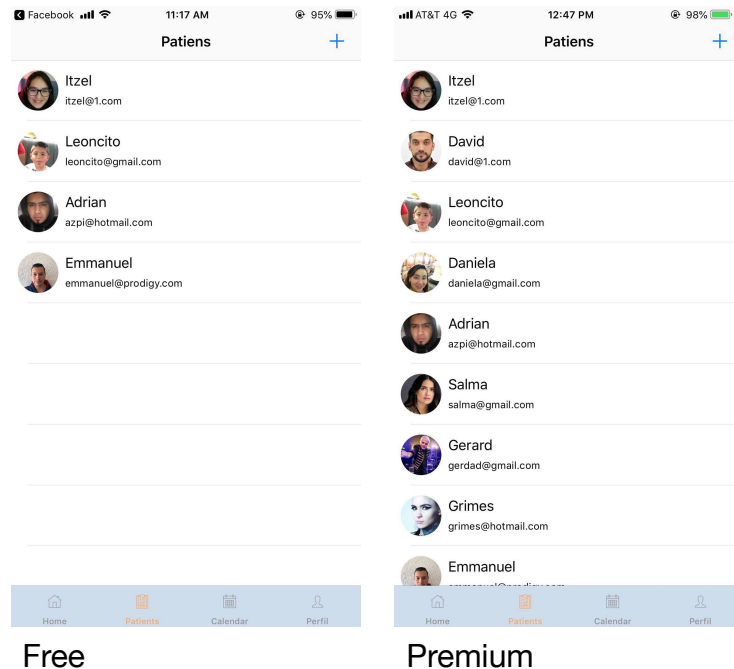 Facebook 11:17 AM 95%
Patiens
Itzel
itzel@1.com
Leoncito
leoncito@gmail.com
Adrian
azpi@hotmail.com
Emmanuel
emmanuel@prodigy.com
Home Patients Calendar Perfil
Free
AT&T 4G 12:47 PM 98%
Patiens
Itzel
itzel@1.com
David
david@1.com
Leoncito
leoncito@gmail.com
Daniela
daniela@gmail.com
Adrian
azpi@hotmail.com
Salma
salma@gmail.com
Gerard
gerdad@gmail.com
Grimes
grimes@hotmail.com
Emmanuel
Home Patients Calendar Perfil
Premium